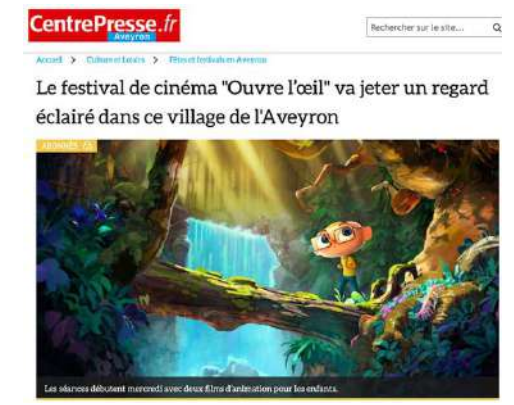 CentrePresse.fr
Aveyron
Rechercher sur le site...
Accueil > Culture et Loisirs > Fêtes et festivals en Aveyron
Le festival de cinéma "Ouvre l'œil" va jeter un regard
éclairé dans ce village de l'Aveyron
ABONNÉS
Les séances débutent mercredi avec deux films d'animation pour les enfants.